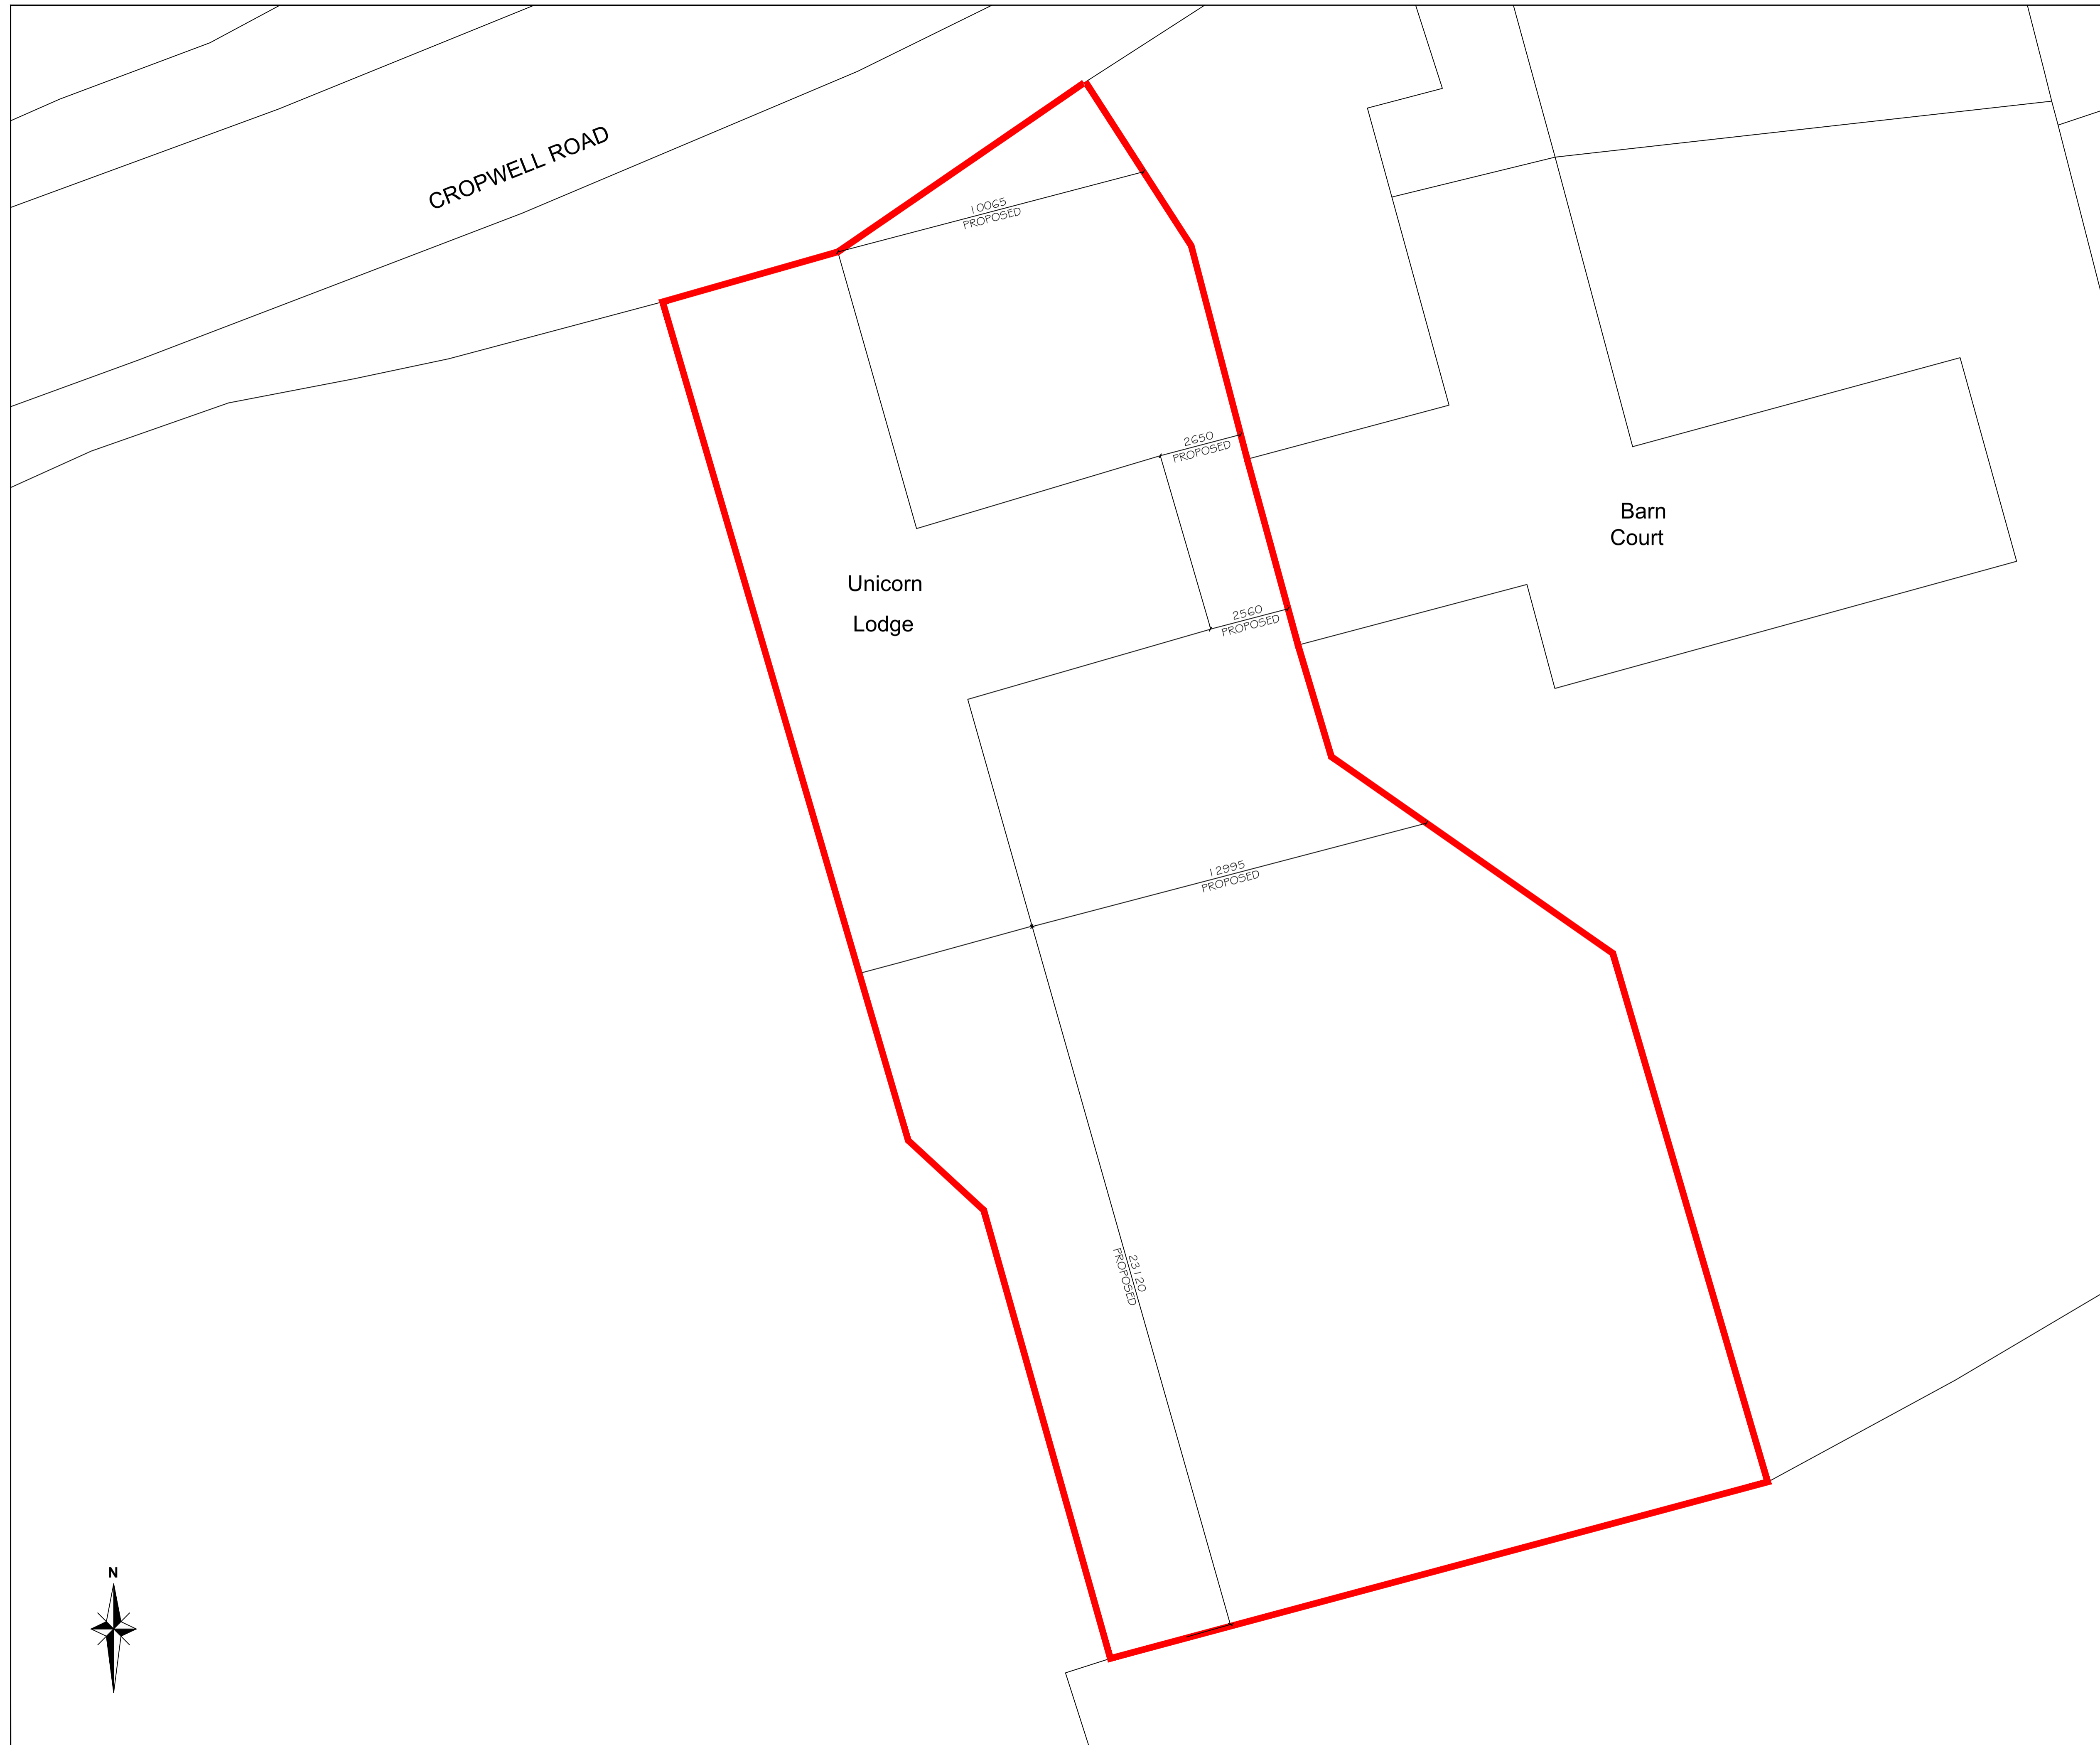 CROPWELL ROAD
10065
PROPOSED
2650
PROPOSED
Barn
Court
Unicorn
Lodge
2560
PROPOSED
12995
PROPOSED
23120
PROPOSED
N